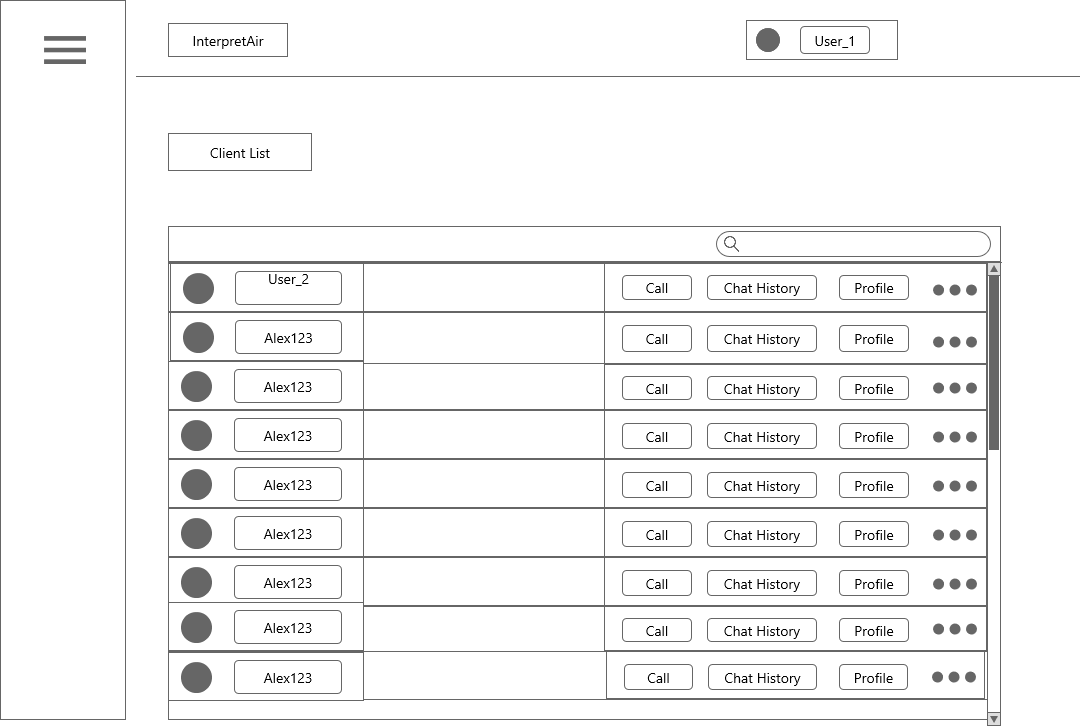 InterpretAir
User_1
Client List
User_2 Call Chat History Profile
Alex123 Call Chat History Profile
Alex123 Call Chat History Profile
Alex123 Call Chat History Profile
Alex123 Call Chat History Profile
Alex123 Call Chat History Profile
Alex123 Call Chat History Profile
Alex123 Call Chat History Profile
Alex123 Call Chat History Profile